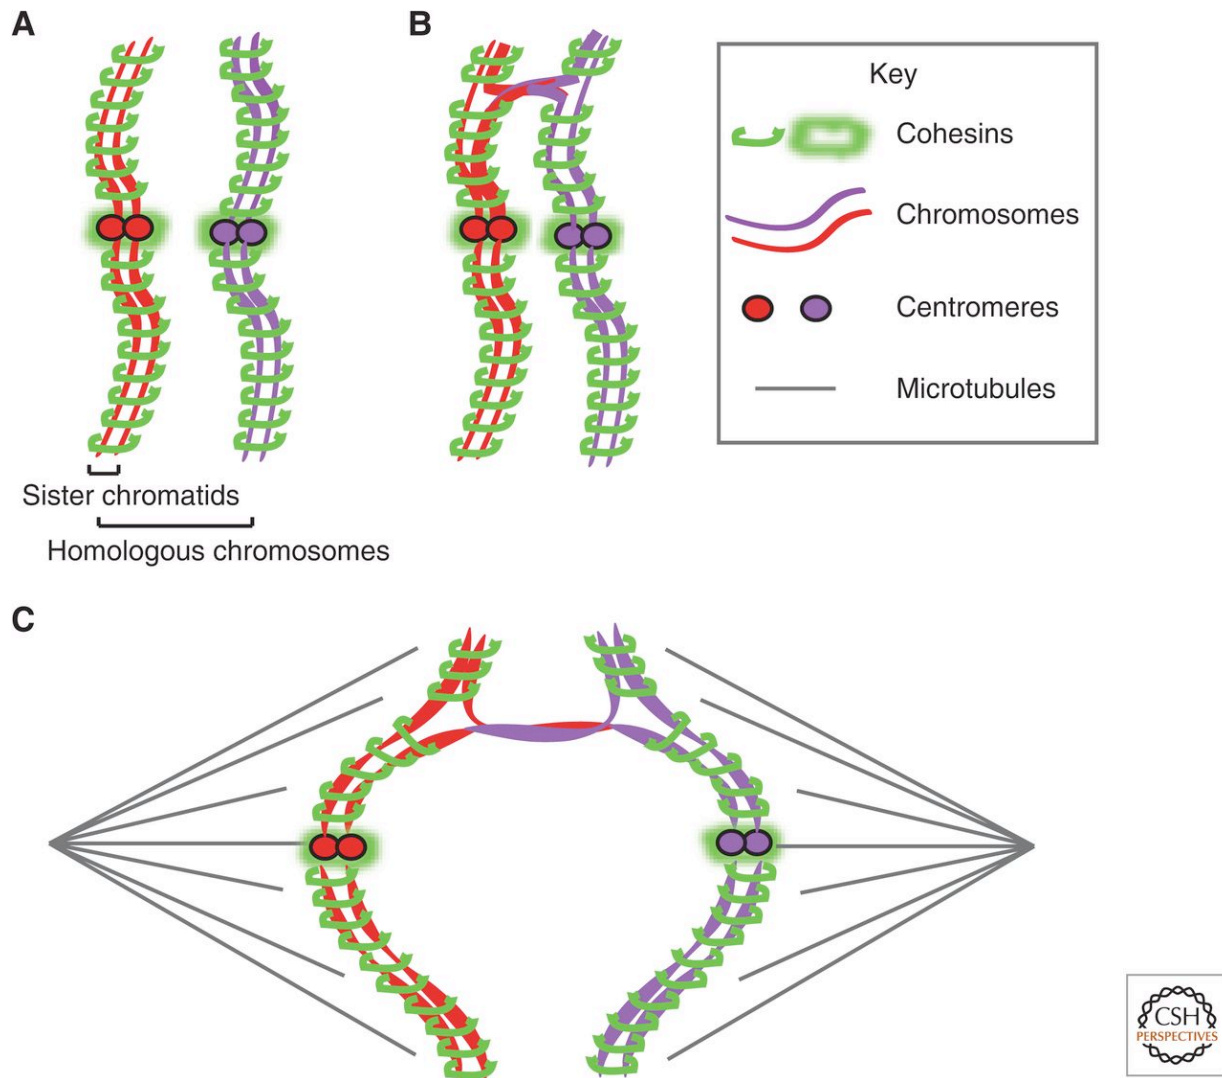 A
B
Key
Cohesins
Chromosomes
Centromeres
Microtubules
Sister chromatids
Homologous chromosomes
C
CSH
PERSPECTIVES